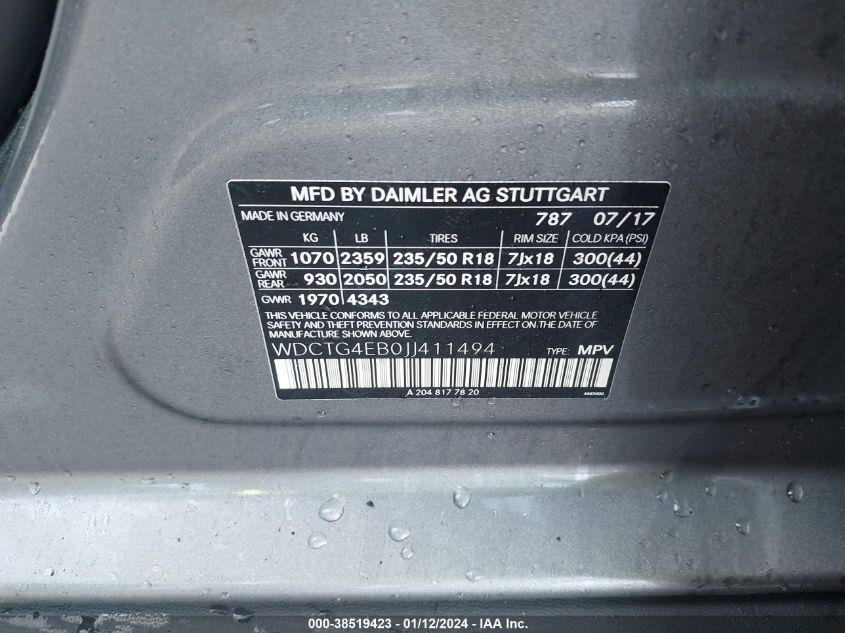 MFD BY DAIMLER AG STUTTGART
MADE IN GERMANY 787 07/17
KG LB TIRES RIM SIZE COLD KPA (PSI)
GAWR FRONT 1070 2359 235/50 R18 7Jx18 300(44)
GAWR REAR 930 2050 235/50 R18 7Jx18 300(44)
GVWR 1970 4343
THIS VEHICLE CONFORMS TO ALL APPLICABLE FEDERAL MOTOR VEHICLE
SAFETY AND THEFT PREVENTION STANDARDS IN EFFECT ON THE DATE OF
MANUFACTURE SHOWN ABOVE.
WDCTG4EB0JJ411494 TYPE: MPV
A 204 817 78 20
000-38519423 - 01/12/2024 - IAA Inc.